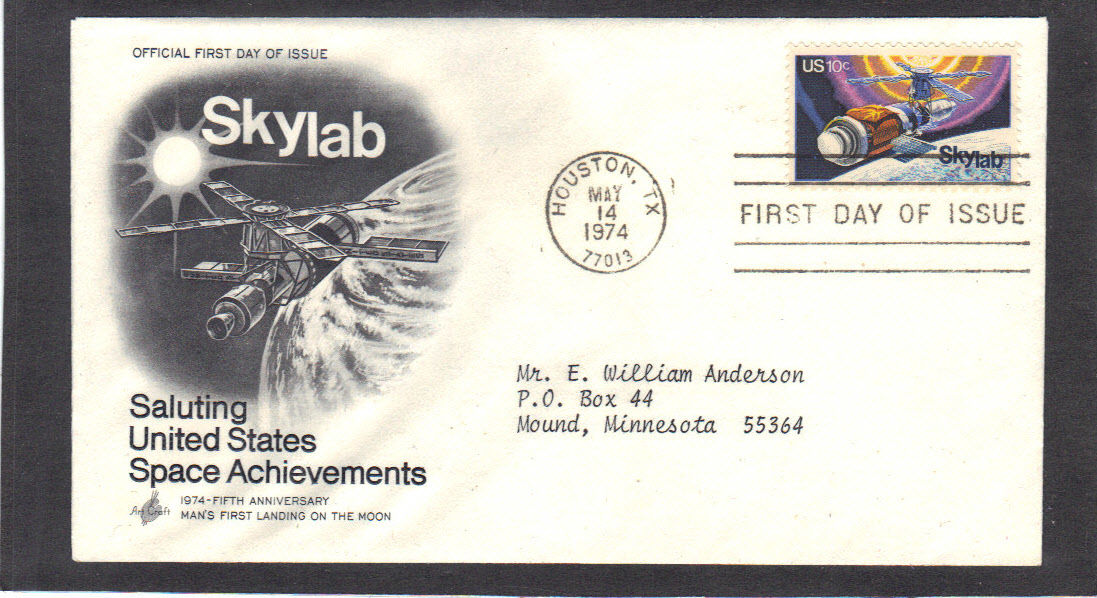 OFFICIAL FIRST DAY OF ISSUE
Skylab
Saluting
United States
Space Achievements
Art Craft
1974-FIFTH ANNIVERSARY
MAN'S FIRST LANDING ON THE MOON
HOUSTON, TX
MAY
14
1974
77013
US 10c
Skylab
FIRST DAY OF ISSUE
Mr. E. William Anderson
P.O. Box 44
Mound, Minnesota 55364